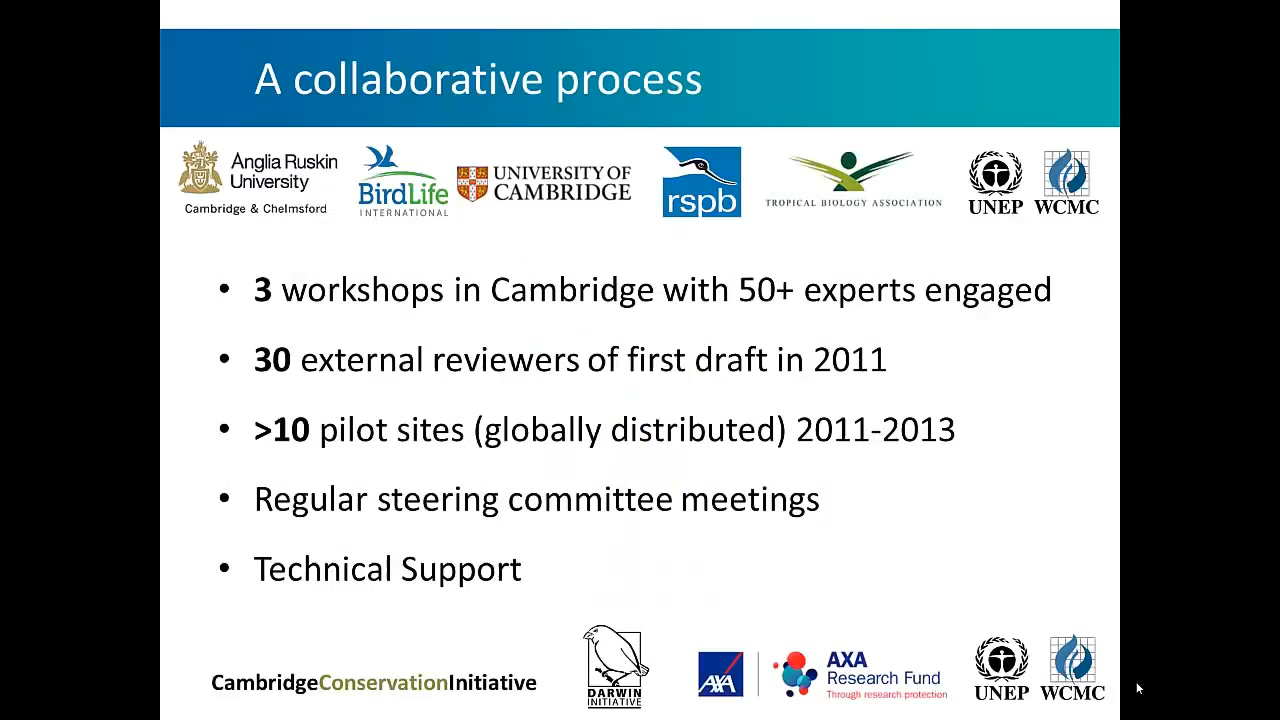 A collaborative process
Anglia Ruskin
University
Cambridge & Chelmsford
BirdLife
INTERNATIONAL
UNIVERSITY OF
CAMBRIDGE
rspb
TROPICAL BIOLOGY ASSOCIATION
UNEP WCMC
• 3 workshops in Cambridge with 50+ experts engaged
• 30 external reviewers of first draft in 2011
• >10 pilot sites (globally distributed) 2011-2013
• Regular steering committee meetings
• Technical Support
CambridgeConservationInitiative
DARWIN
INITIATIVE
AXA
AXA
Research Fund
Through research protection
UNEP WCMC